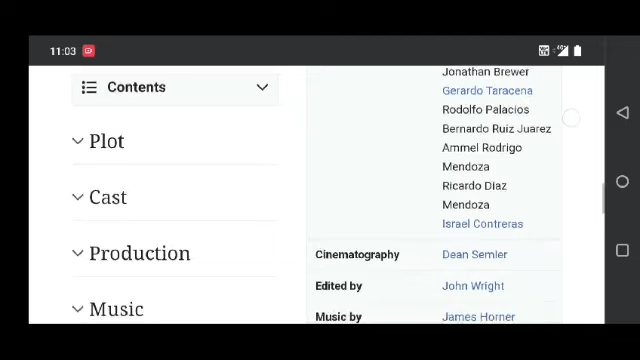 11:03
Contents
Plot
Cast
Production
Music
Jonathan Brewer
Gerardo Taracena
Rodolfo Palacios
Bernardo Ruiz Juarez
Ammel Rodrigo
Mendoza
Ricardo Diaz
Mendoza
Israel Contreras
Cinematography Dean Semler
Edited by John Wright
Music by James Horner